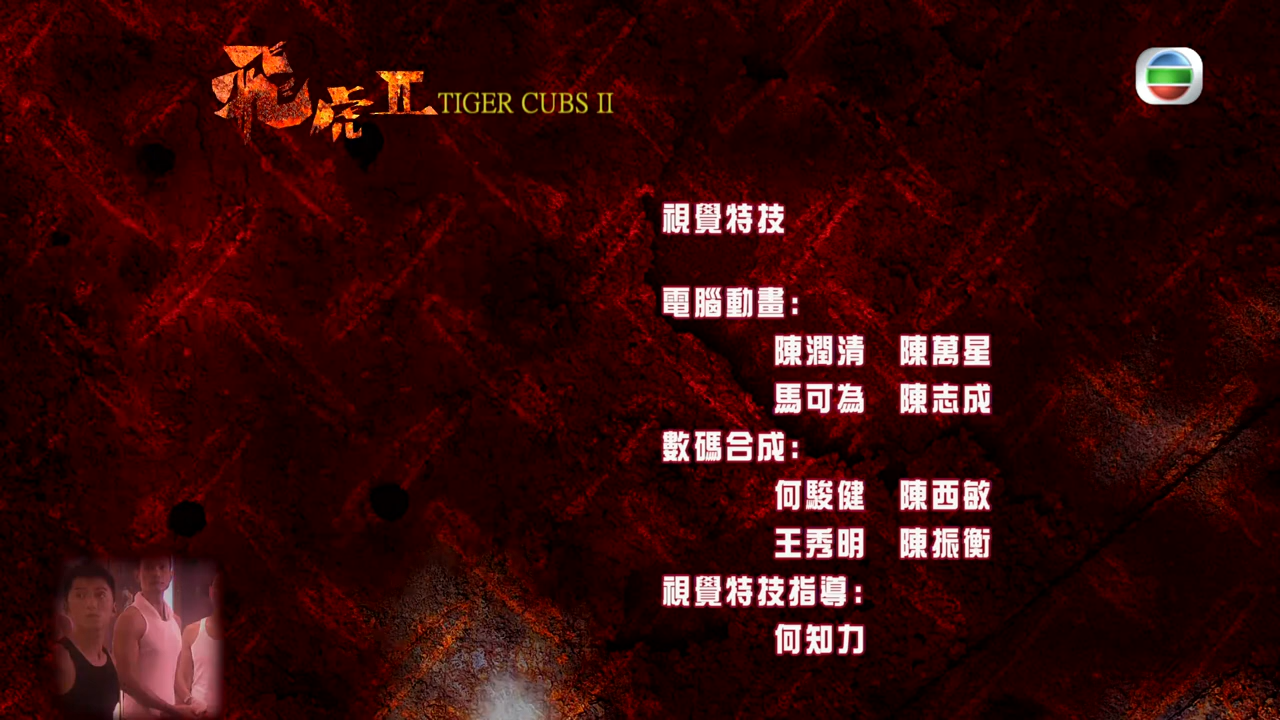 飛虎II TIGER CUBS II
視覺特技
電腦動畫:
陳潤清 陳萬星
馬可為 陳志成
數碼合成:
何駿健 陳西敏
王秀明 陳振衡
視覺特技指導:
何知力